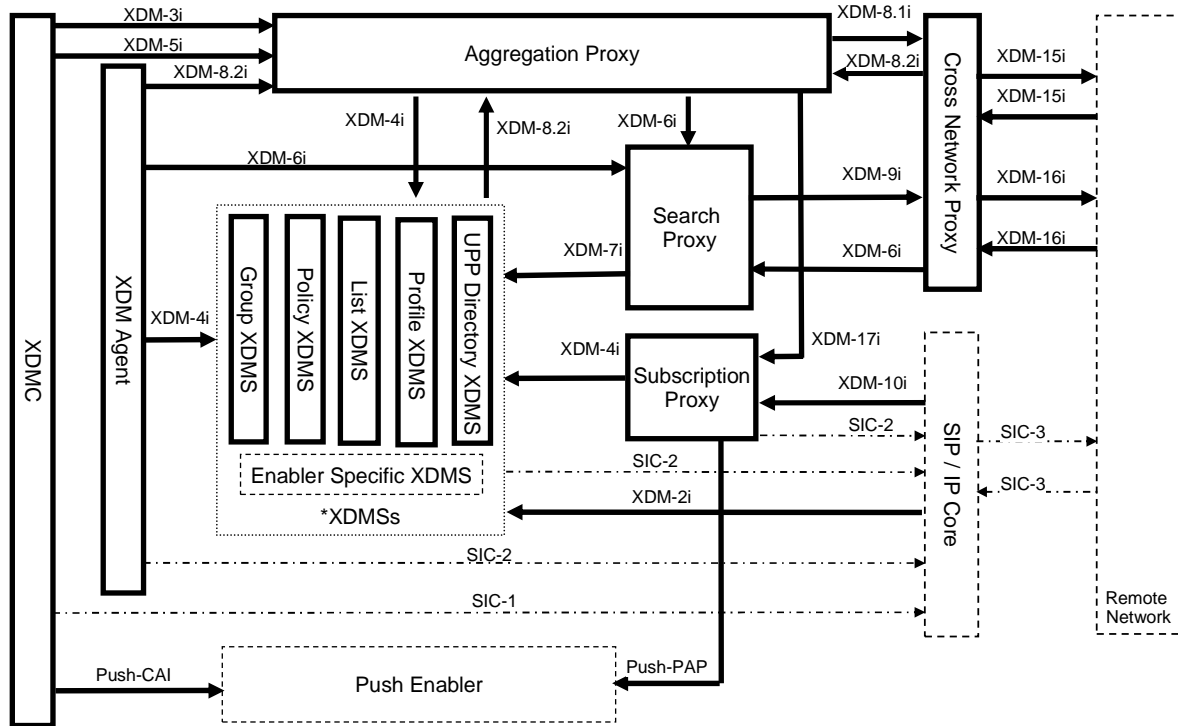 XDM-3i
XDM-5i
XDM-8.2i
Aggregation Proxy
XDM-8.1i
XDM-8.2i
XDM-15i
XDM-15i
XDM-4i
XDM-8.2i
XDM-6i
XDM-6i
Cross Network Proxy
XDM-9i
XDM-16i
Search
Proxy
XDM-7i
XDM-6i
XDM-16i
XDMC
XDM Agent
XDM-4i
Group XDMS
Policy XDMS
List XDMS
Profile XDMS
UPP Directory XDMS
XDM-4i
XDM-17i
Subscription
Proxy
XDM-10i
SIC-2
SIP / IP Core
SIC-3
Enabler Specific XDMS
SIC-2
SIC-3
*XDMSs
XDM-2i
SIC-2
SIC-1
Remote
Network
Push-CAI
Push Enabler
Push-PAP